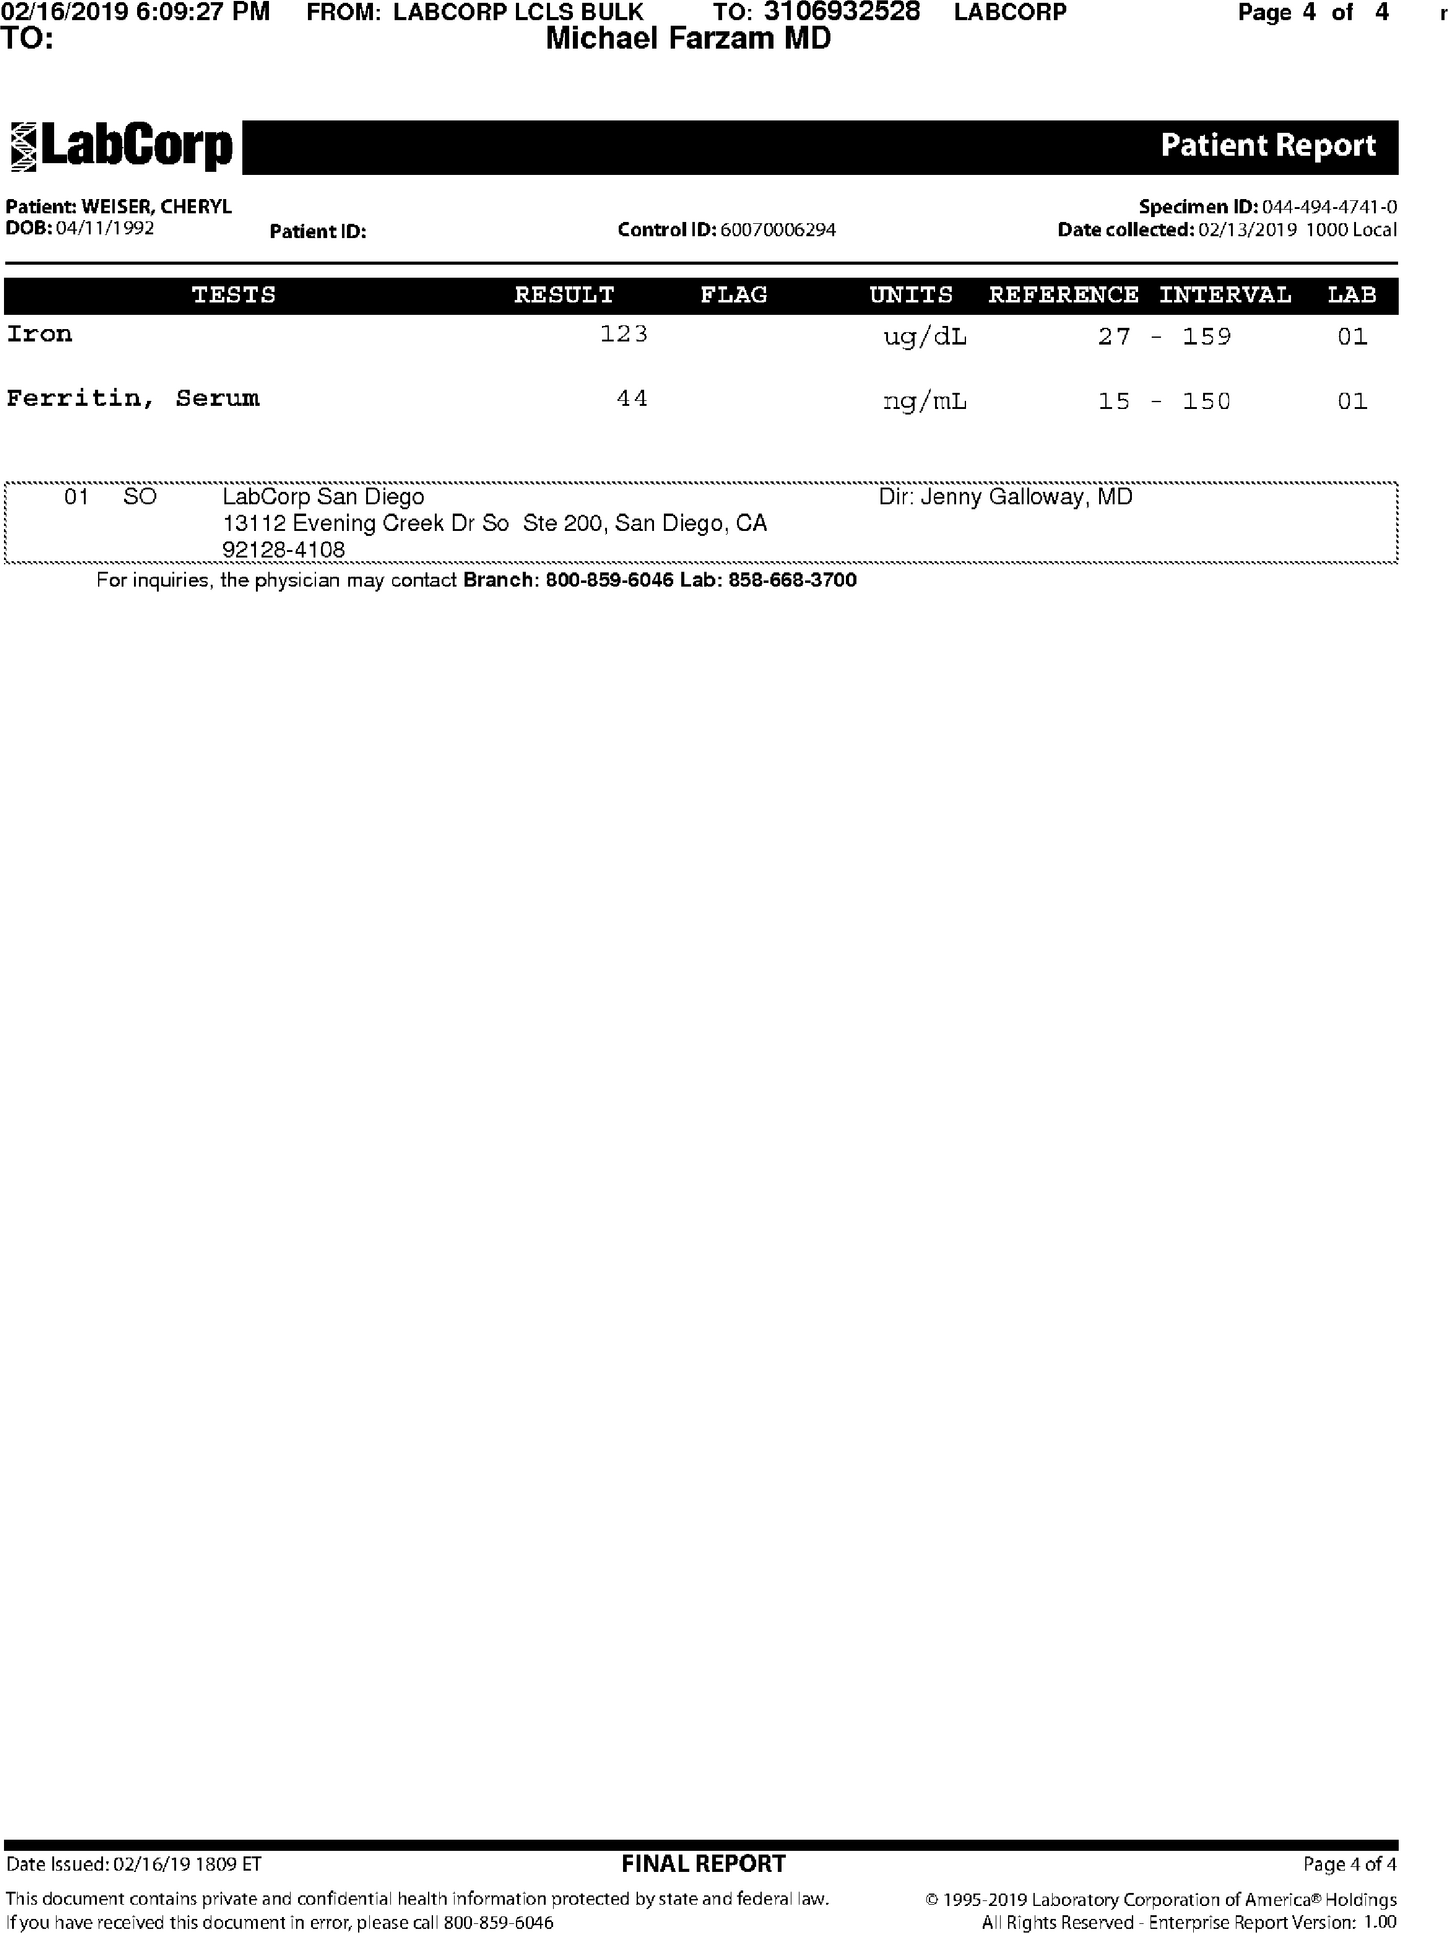 02/16/2019 6:09:27 PM FROM: LABCORP LCLS BULK TO: 3106932528 LABCORP Page 4 of 4 r
TO: Michael Farzam MD
LabCorp Patient Report
Patient: WEISER, CHERYL Specimen ID: 044-494-4741-0
DOB: 04/11/1992 Patient ID: Control ID: 60070006294 Date collected: 02/13/2019 1000 Local
TESTS RESULT FLAG UNITS REFERENCE INTERVAL LAB
Iron 123 ug/dL 27 - 159 01
Ferritin, Serum 44 ng/mL 15 - 150 01
01 SO LabCorp San Diego Dir: Jenny Galloway, MD
13112 Evening Creek Dr So Ste 200, San Diego, CA
92128-4108
For inquiries, the physician may contact Branch: 800-859-6046 Lab: 858-668-3700
Date Issued: 02/16/19 1809 ET FINAL REPORT Page 4 of 4
This document contains private and confidential health information protected by state and federal law. © 1995-2019 Laboratory Corporation of America® Holdings
If you have received this document in error, please call 800-859-6046 All Rights Reserved - Enterprise Report Version: 1.00